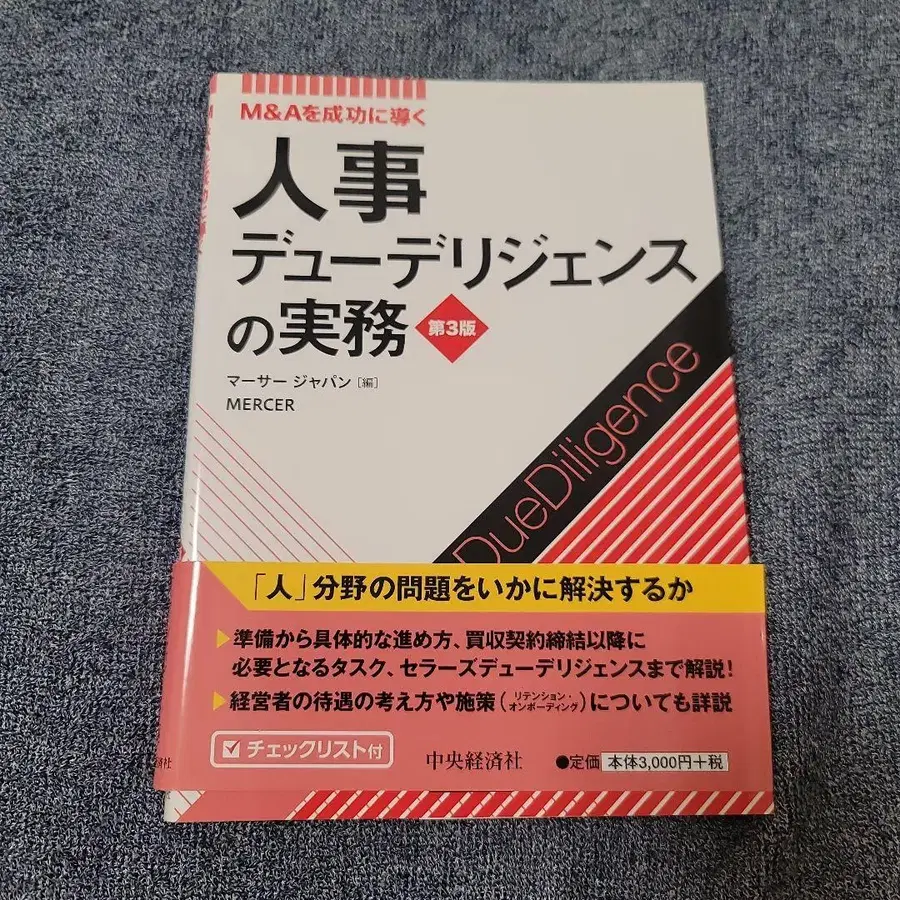 M&Aを成功に導く
人事
デューデリジェンス
の実務 第3版
マーサー ジャパン［編］
MERCER
DueDiligence
「人」分野の問題をいかに解決するか
準備から具体的な進め方、買収契約締結以降に
必要となるタスク、セラーズデューデリジェンスまで解説!
経営者の待遇の考え方や施策（リテンション・オンボーディング）についても詳説
チェックリスト付
中央経済社
●定価 本体3,000円+税